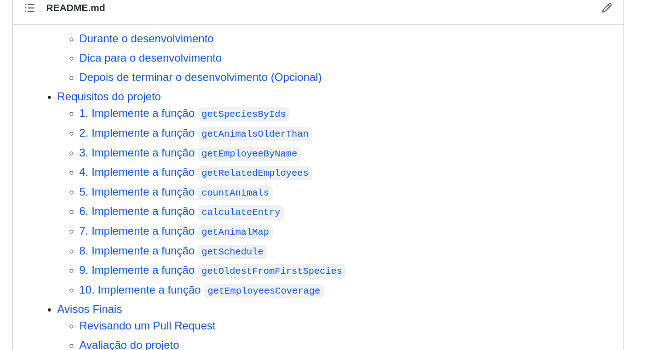 README.md
Durante o desenvolvimento
Dica para o desenvolvimento
Depois de terminar o desenvolvimento (Opcional)
Requisitos do projeto
1. Implemente a função getSpeciesByIds
2. Implemente a função getAnimalsOlderThan
3. Implemente a função getEmployeeByName
4. Implemente a função getRelatedEmployees
5. Implemente a função countAnimals
6. Implemente a função calculateEntry
7. Implemente a função getAnimalMap
8. Implemente a função getSchedule
9. Implemente a função getOldestFromFirstSpecies
10. Implemente a função getEmployeesCoverage
Avisos Finais
Revisando um Pull Request
Avaliação do projeto